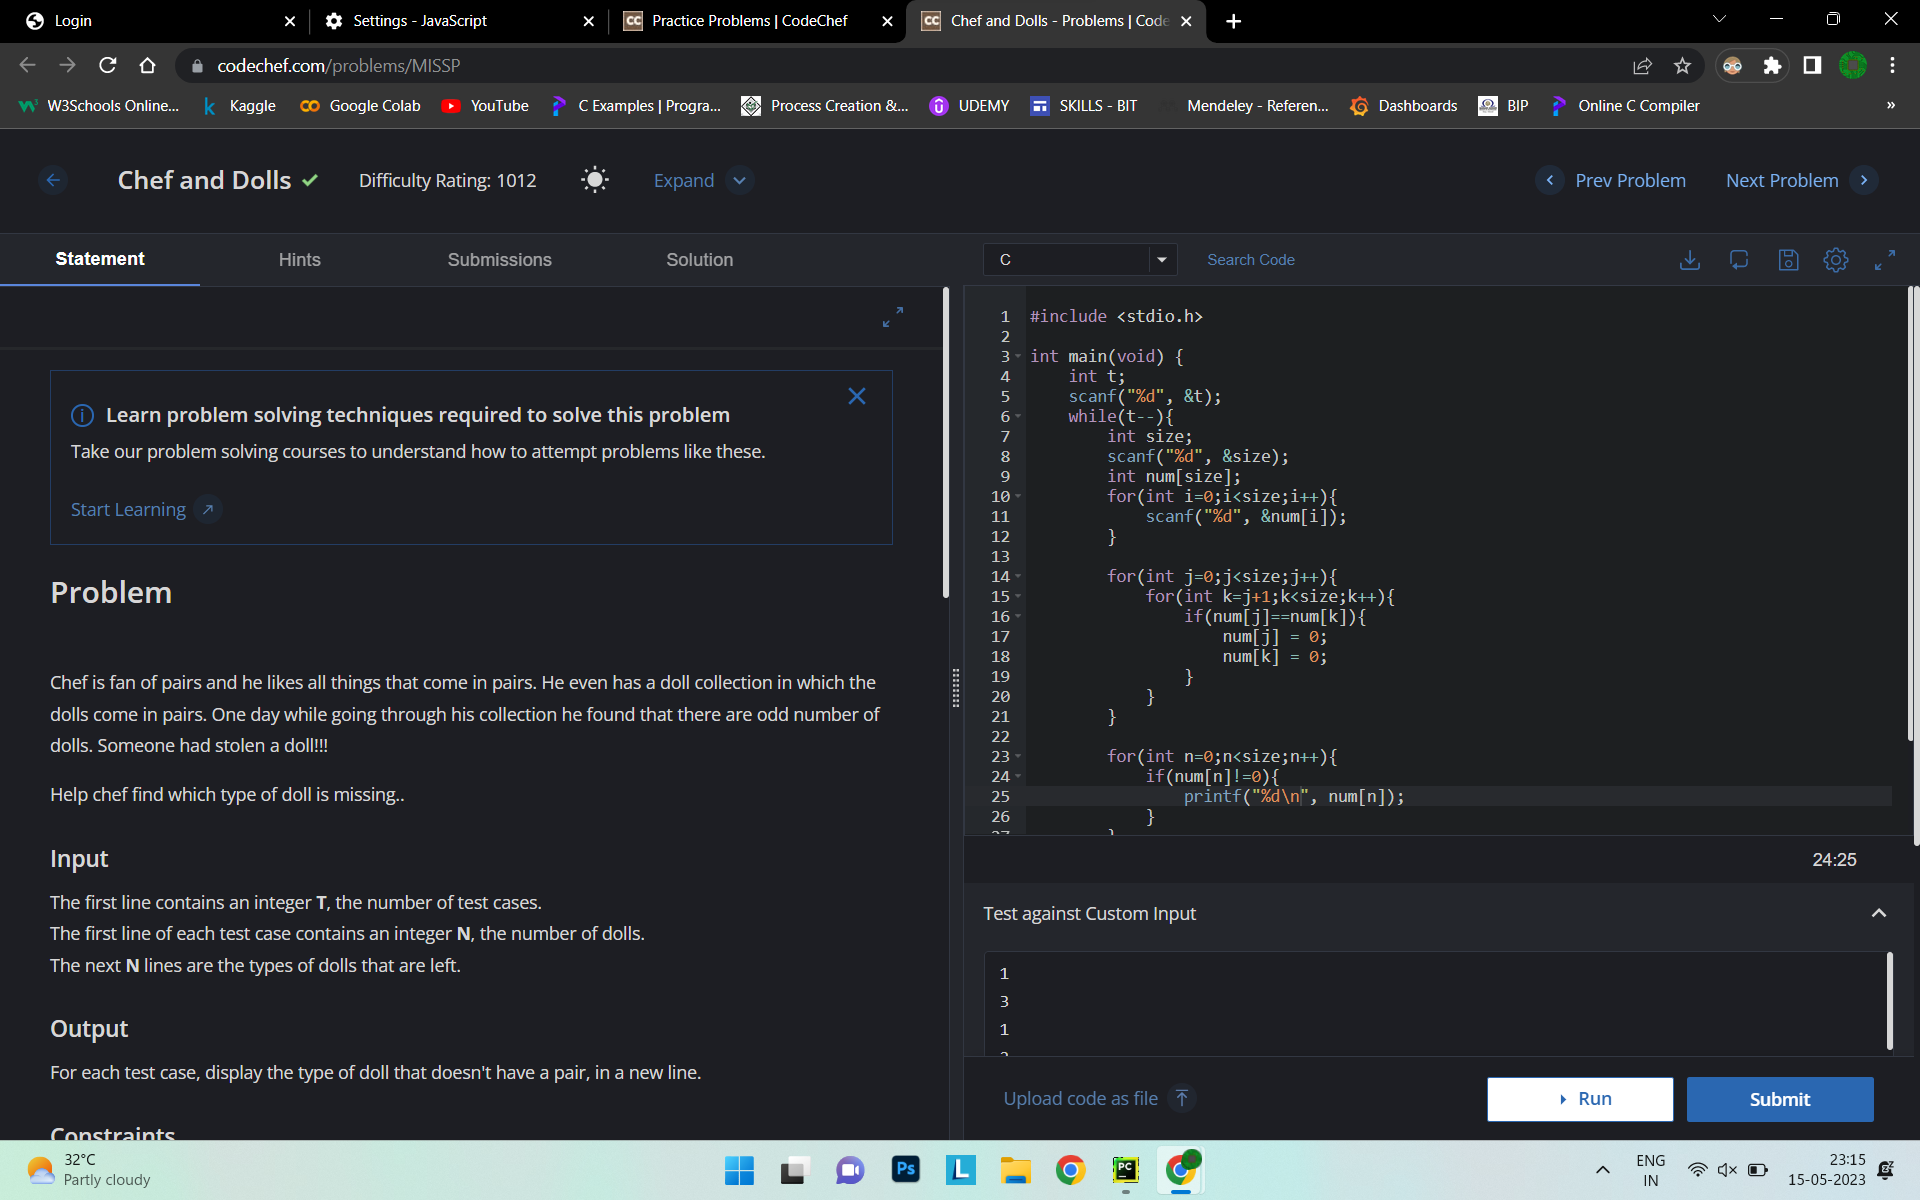 Login
Settings - JavaScript
Practice Problems | CodeChef
Chef and Dolls - Problems | Code
codechef.com/problems/MISSP
W3Schools Online...
Kaggle
Google Colab
YouTube
C Examples | Progra...
Process Creation &...
UDEMY
SKILLS - BIT
Mendeley - Referen...
Dashboards
BIP
Online C Compiler
»
Chef and Dolls
Difficulty Rating: 1012
Expand
Prev Problem
Next Problem
Statement
Hints
Submissions
Solution
Learn problem solving techniques required to solve this problem
Take our problem solving courses to understand how to attempt problems like these.
Start Learning
Problem
Chef is fan of pairs and he likes all things that come in pairs. He even has a doll collection in which the
dolls come in pairs. One day while going through his collection he found that there are odd number of
dolls. Someone had stolen a doll!!!
Help chef find which type of doll is missing..
Input
The first line contains an integer T, the number of test cases.
The first line of each test case contains an integer N, the number of dolls.
The next N lines are the types of dolls that are left.
Output
For each test case, display the type of doll that doesn't have a pair, in a new line.
Constraints
C
Search Code
1 #include <stdio.h>
2
3 int main(void) {
4 int t;
5 scanf("%d", &t);
6 while(t--){
7 int size;
8 scanf("%d", &size);
9 int num[size];
10 for(int i=0;i<size;i++){
11 scanf("%d", &num[i]);
12 }
13
14 for(int j=0;j<size;j++){
15 for(int k=j+1;k<size;k++){
16 if(num[j]==num[k]){
17 num[j] = 0;
18 num[k] = 0;
19 }
20 }
21 }
22
23 for(int n=0;n<size;n++){
24 if(num[n]!=0){
25 printf("%d\n", num[n]);
26 }
27 }
24:25
Test against Custom Input
1
3
1
Upload code as file
Run
Submit
32°C
Partly cloudy
Ps
L
PC
ENG
IN
23:15
15-05-2023